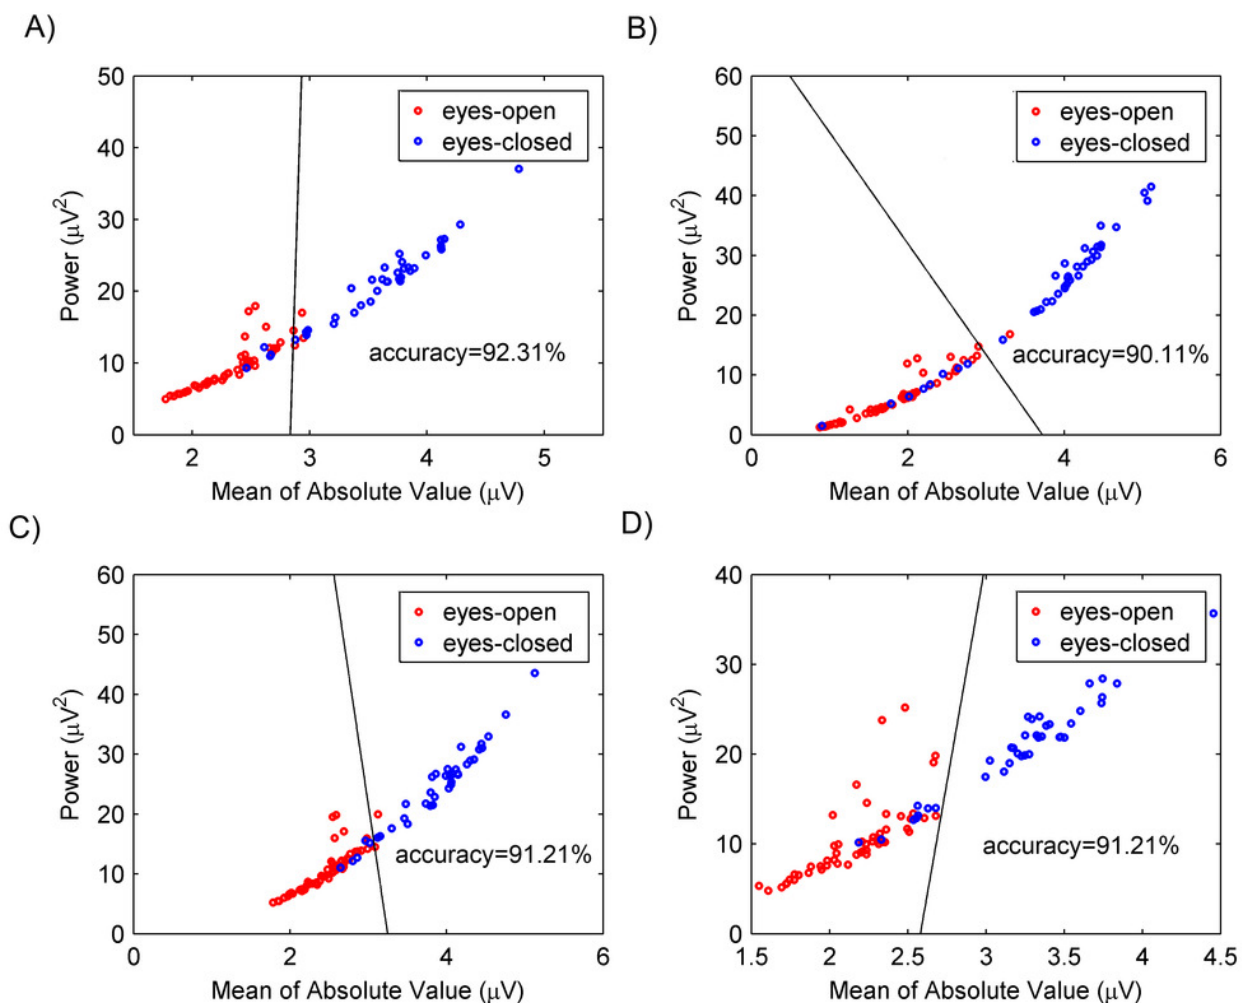 A)
50
40
30
20
10
0
Power (μV²)
eyes-open
eyes-closed
accuracy=92.31%
2
3
4
5
Mean of Absolute Value (μV)
B)
60
50
40
30
20
10
0
Power (μV²)
eyes-open
eyes-closed
accuracy=90.11%
0
2
4
6
Mean of Absolute Value (μV)
C)
60
50
40
30
20
10
0
Power (μV²)
eyes-open
eyes-closed
accuracy=91.21%
0
2
4
6
Mean of Absolute Value (μV)
D)
40
30
20
10
0
Power (μV²)
eyes-open
eyes-closed
accuracy=91.21%
1.5
2
2.5
3
3.5
4
4.5
Mean of Absolute Value (μV)